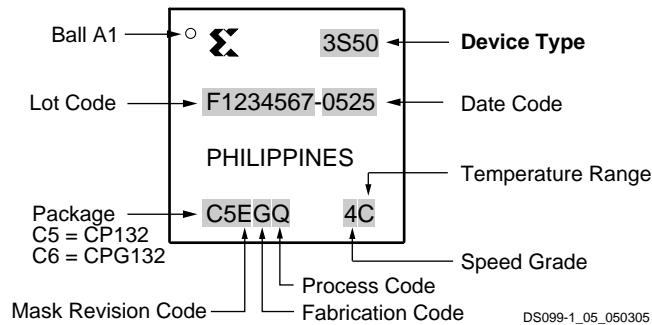 Ball A1
3S50
Device Type
Lot Code
F1234567-0525
Date Code
PHILIPPINES
Temperature Range
Package
C5 = CP132
C6 = CPG132
C5EGQ
4C
Speed Grade
Process Code
Mask Revision Code
Fabrication Code
DS099-1_05_050305